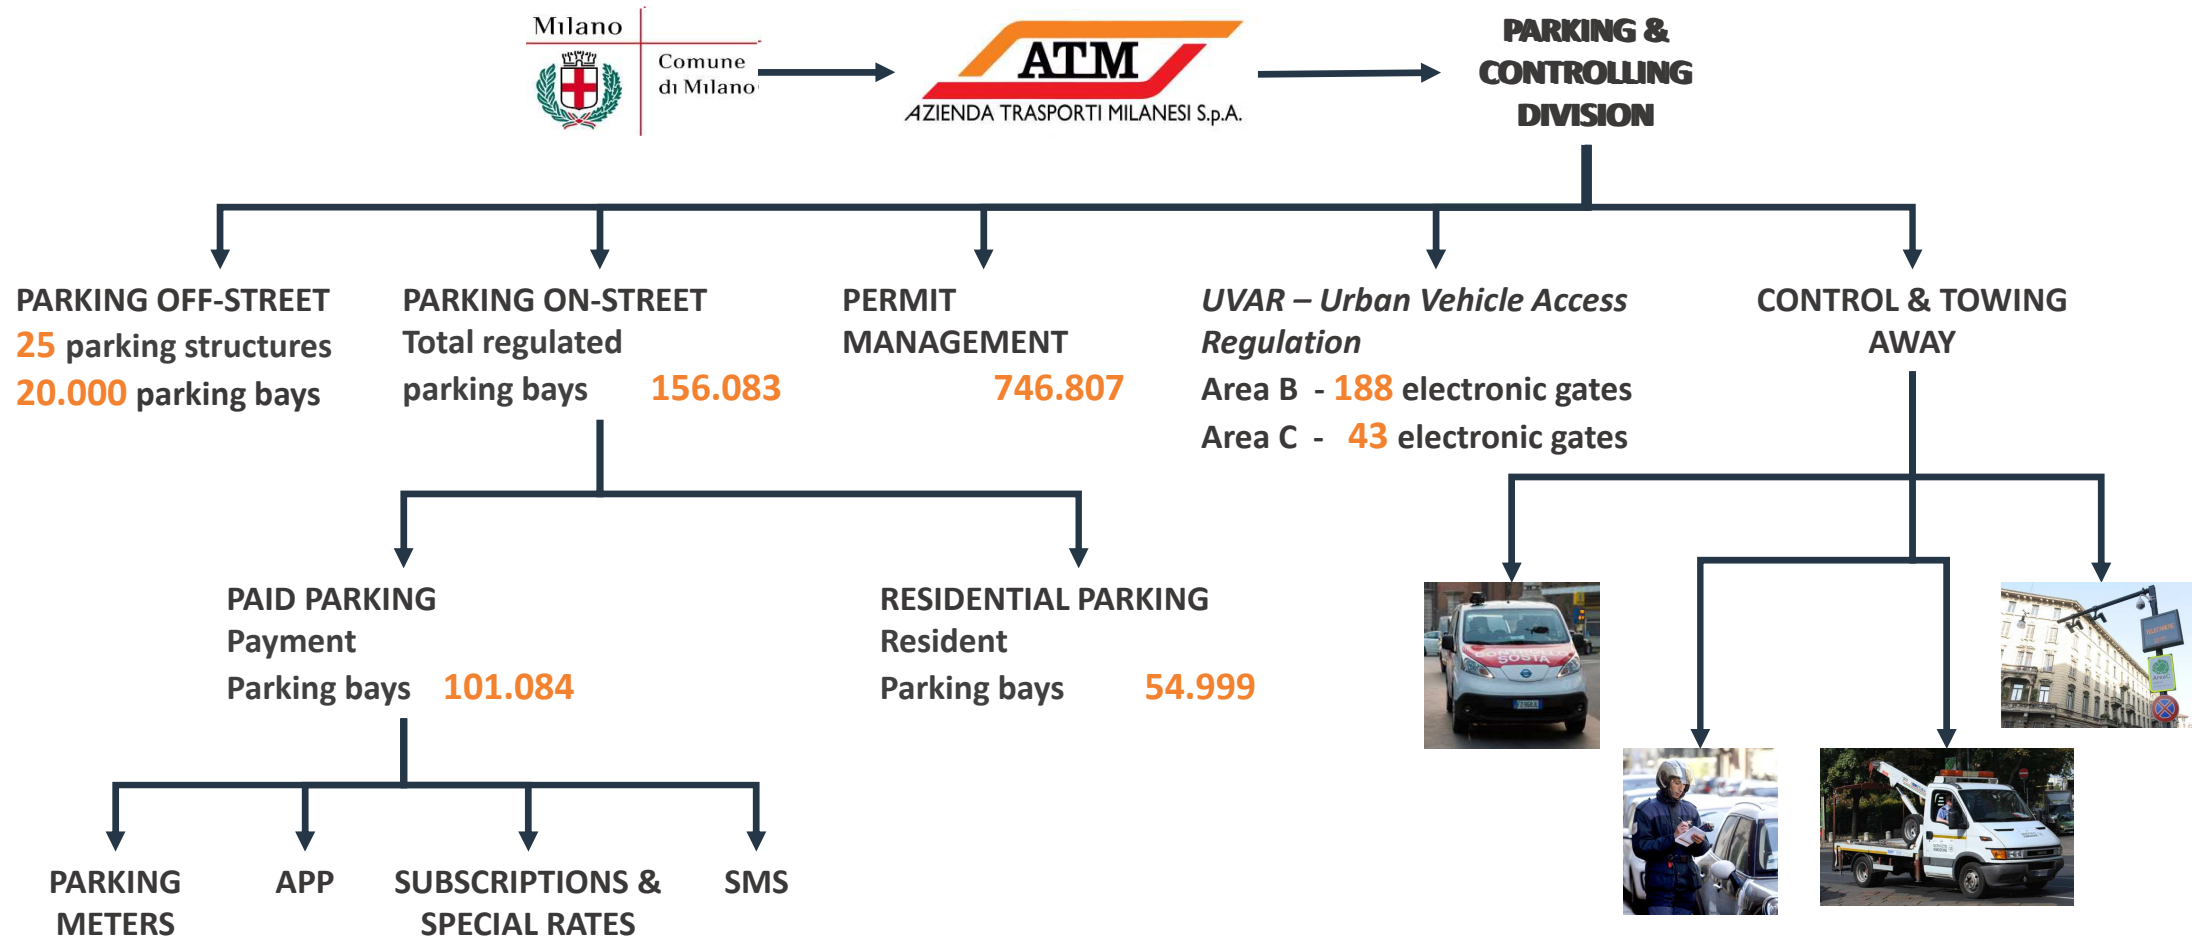 Milano
Comune
di Milano
ATM
AZIENDA TRASPORTI MILANESI S.p.A.
PARKING &
CONTROLLING
DIVISION
PARKING OFF-STREET
25 parking structures
20.000 parking bays
PARKING ON-STREET
Total regulated
parking bays 156.083
PERMIT
MANAGEMENT
746.807
UVAR – Urban Vehicle Access
Regulation
Area B - 188 electronic gates
Area C - 43 electronic gates
CONTROL & TOWING
AWAY
PAID PARKING
Payment
Parking bays 101.084
RESIDENTIAL PARKING
Resident
Parking bays 54.999
CONTROLLO
SOSTA
TELECAMERE
AreaC
PARKING
METERS
APP
SUBSCRIPTIONS &
SPECIAL RATES
SMS